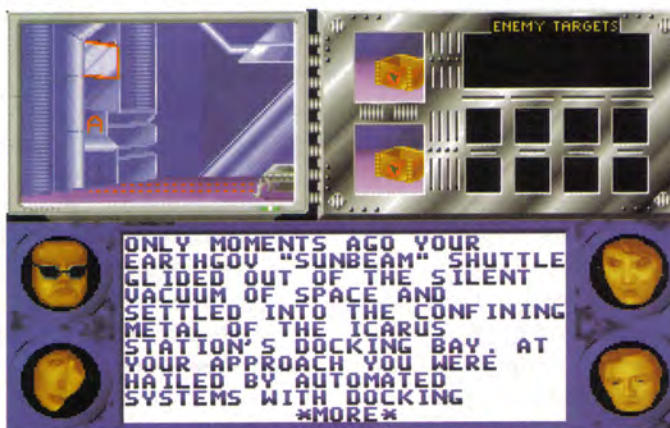 ENEMY TARGETS
A
ONLY MOMENTS AGO YOUR
EARTHGOV "SUNBEAM" SHUTTLE
GLIDED OUT OF THE SILENT
VACUUM OF SPACE AND
SETTLED INTO THE CONFINING
METAL OF THE ICARUS
STATION'S DOCKING BAY. AT
YOUR APPROACH YOU WERE
HAILED BY AUTOMATED
SYSTEMS WITH DOCKING
*MORE*